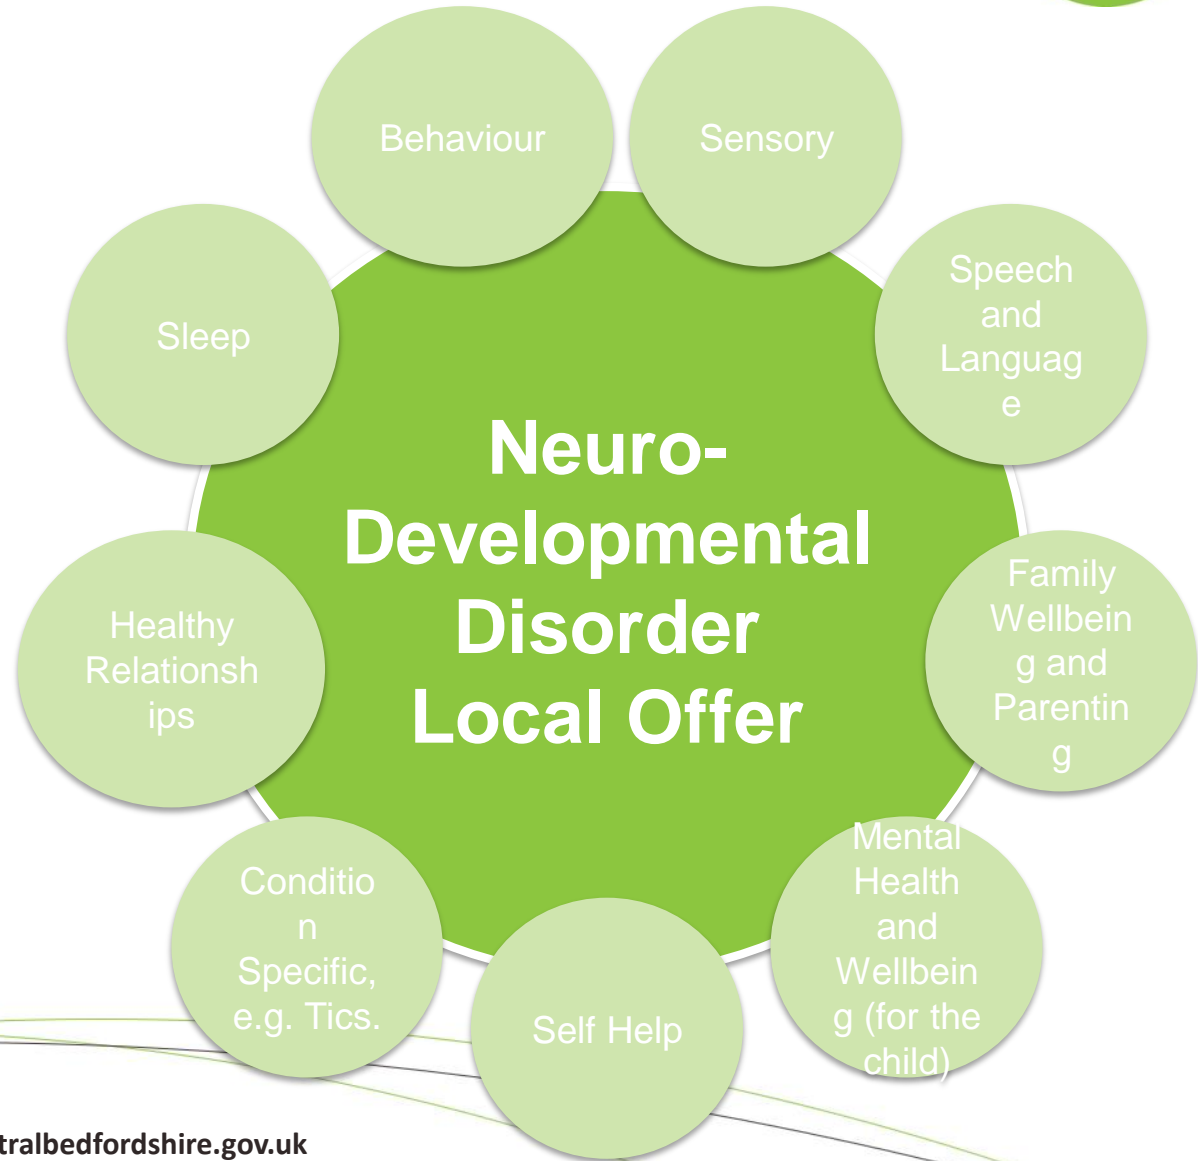 Behaviour
Sensory
Speech
and
Languag
e
Sleep
Neuro-
Developmental
Disorder
Local Offer
Family
Wellbein
g and
Parentin
g
Healthy
Relationsh
ips
Mental
Health
and
Wellbein
g (for the
child)
Conditio
n
Specific,
e.g. Tics.
Self Help
tralbedfordshire.gov.uk